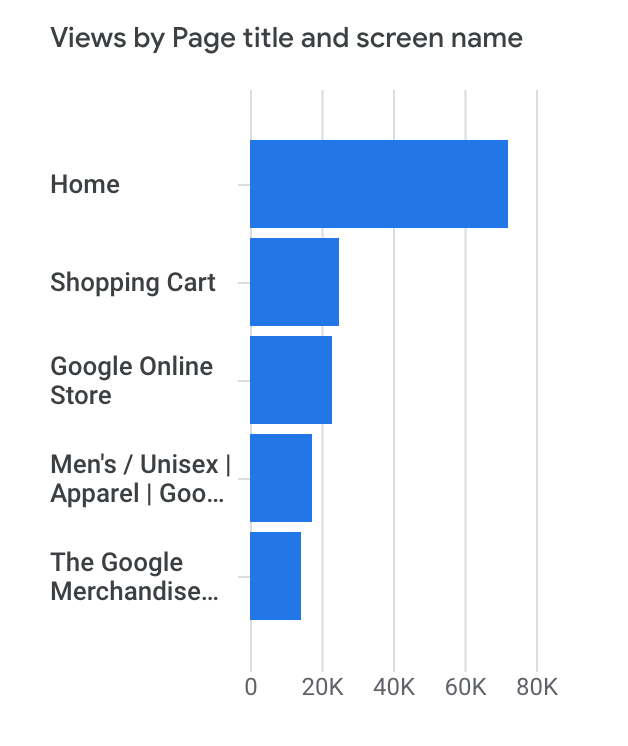 Views by Page title and screen name
Home
Shopping Cart
Google Online
Store
Men's / Unisex |
Apparel | Goo...
The Google
Merchandise...
0 20K 40K 60K 80K